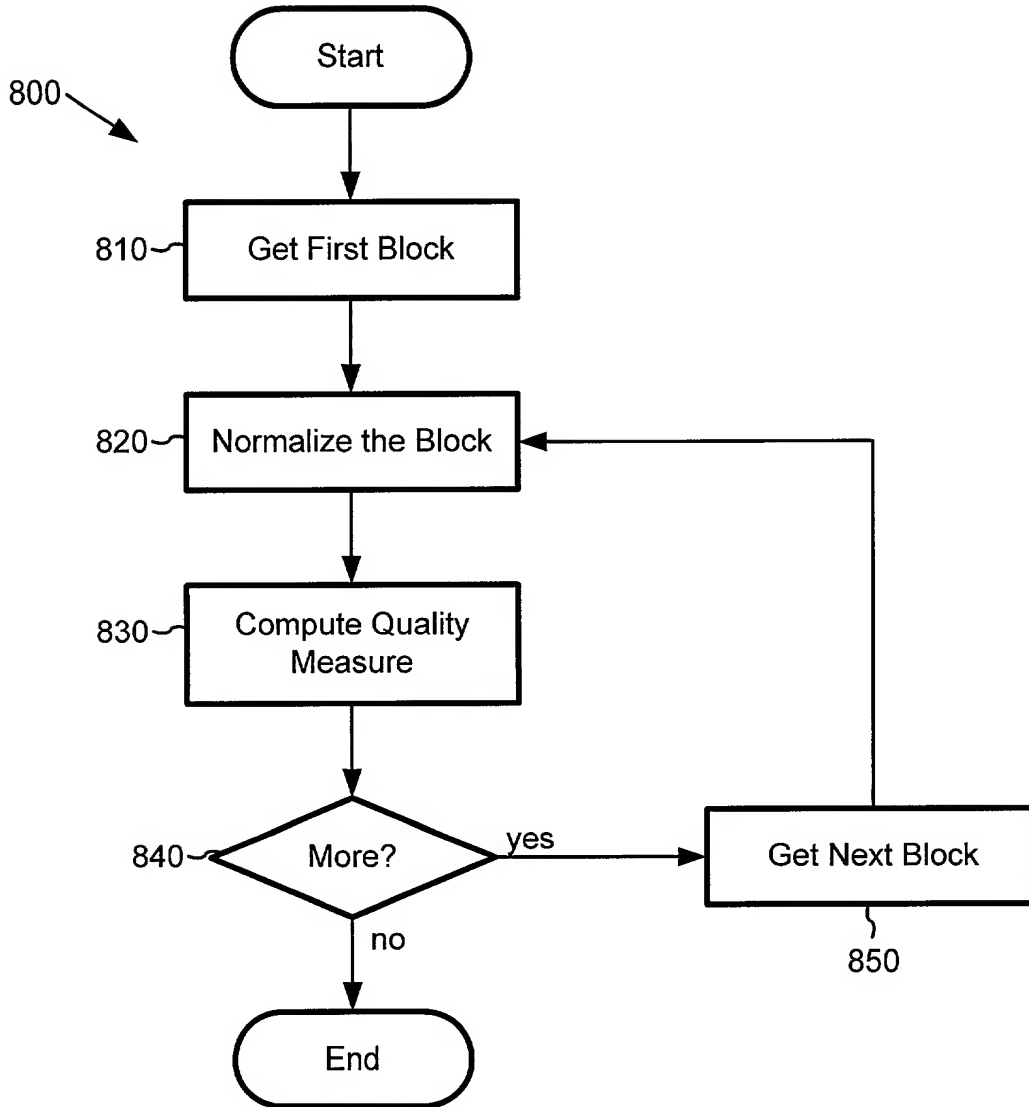 Start
800
810
Get First Block
820
Normalize the Block
830
Compute Quality
Measure
840
More?
yes
Get Next Block
850
no
End